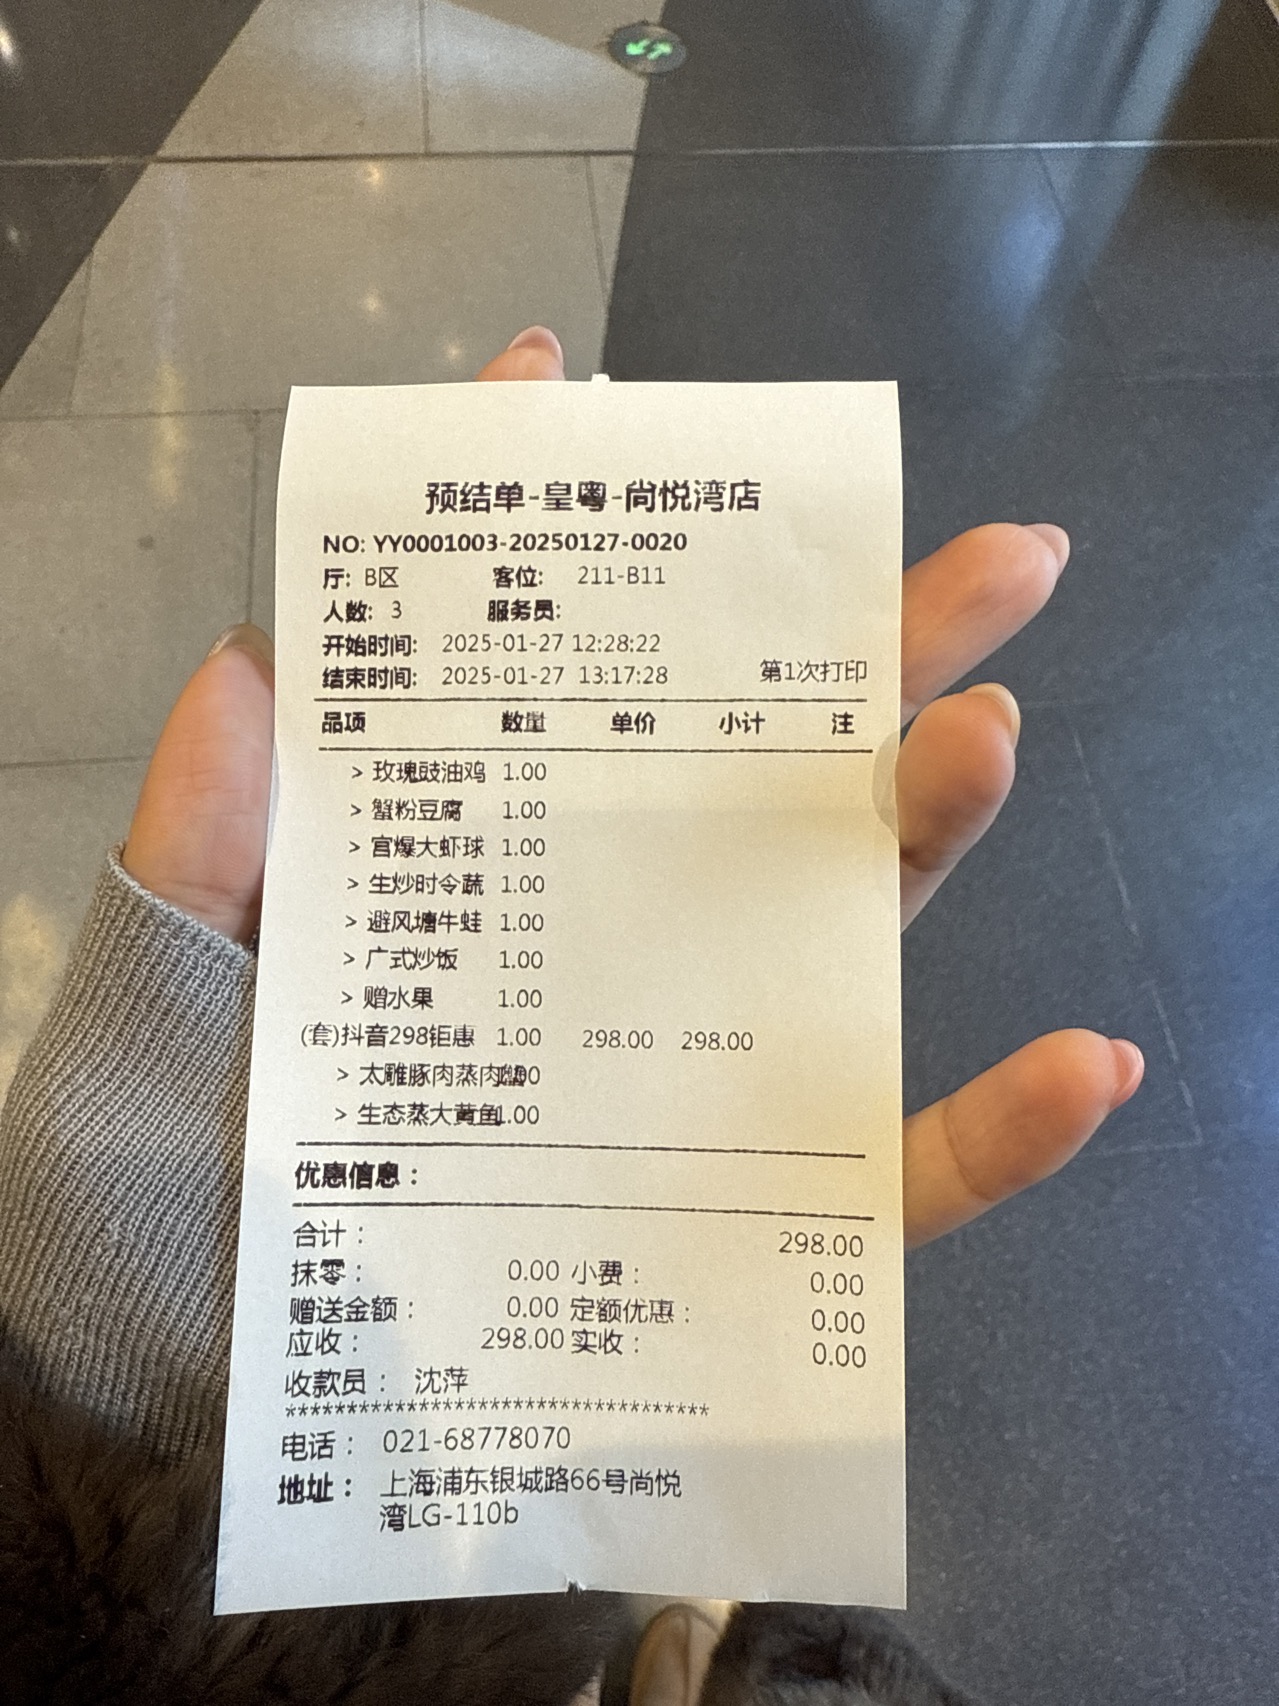 预结单-皇粤-尚悦湾店
NO: YY0001003-20250127-0020
厅: B区 客位: 211-B11
人数: 3 服务员:
开始时间: 2025-01-27 12:28:22
结束时间: 2025-01-27 13:17:28 第1次打印
品项 数量 单价 小计 注
> 玫瑰豉油鸡 1.00
> 蟹粉豆腐 1.00
> 宫爆大虾球 1.00
> 生炒时令蔬 1.00
> 避风塘牛蛙 1.00
> 广式炒饭 1.00
> 赠水果 1.00
(套)抖音298钜惠 1.00 298.00 298.00
> 太雕豚肉蒸肉
> 生态蒸大黄鱼1.00
优惠信息：
合计： 298.00
抹零： 0.00 小费： 0.00
赠送金额： 0.00 定额优惠： 0.00
应收： 298.00 实收： 0.00
收款员： 沈萍
***********************************
电话： 021-68778070
地址： 上海浦东银城路66号尚悦
湾LG-110b